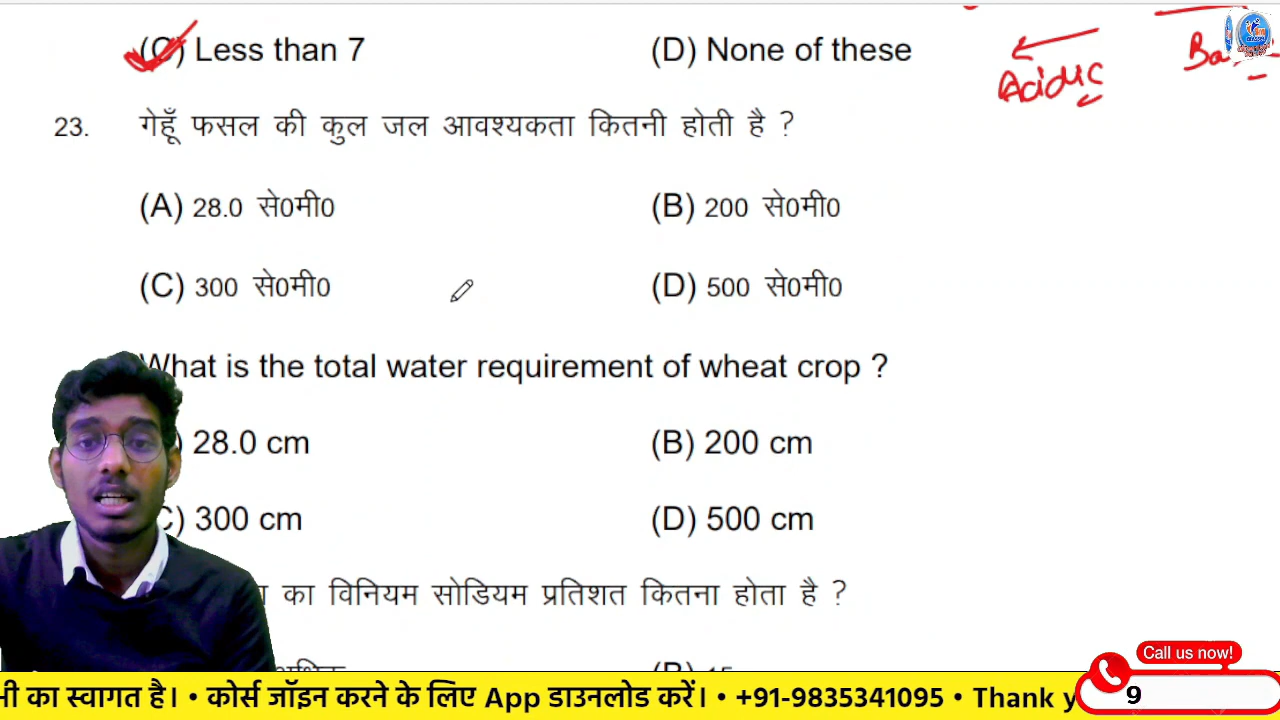 (C) Less than 7 (D) None of these
Acidic
23. गेहूँ फसल की कुल जल आवश्यकता कितनी होती है ?
(A) 28.0 से0मी0 (B) 200 से0मी0
(C) 300 से0मी0 (D) 500 से0मी0
What is the total water requirement of wheat crop ?
28.0 cm (B) 200 cm
300 cm (D) 500 cm
का विनियम सोडियम प्रतिशत कितना होता है ?
Call us now!
का स्वागत है। • कोर्स जॉइन करने के लिए App डाउनलोड करें। • +91-9835341095 • Thank
9